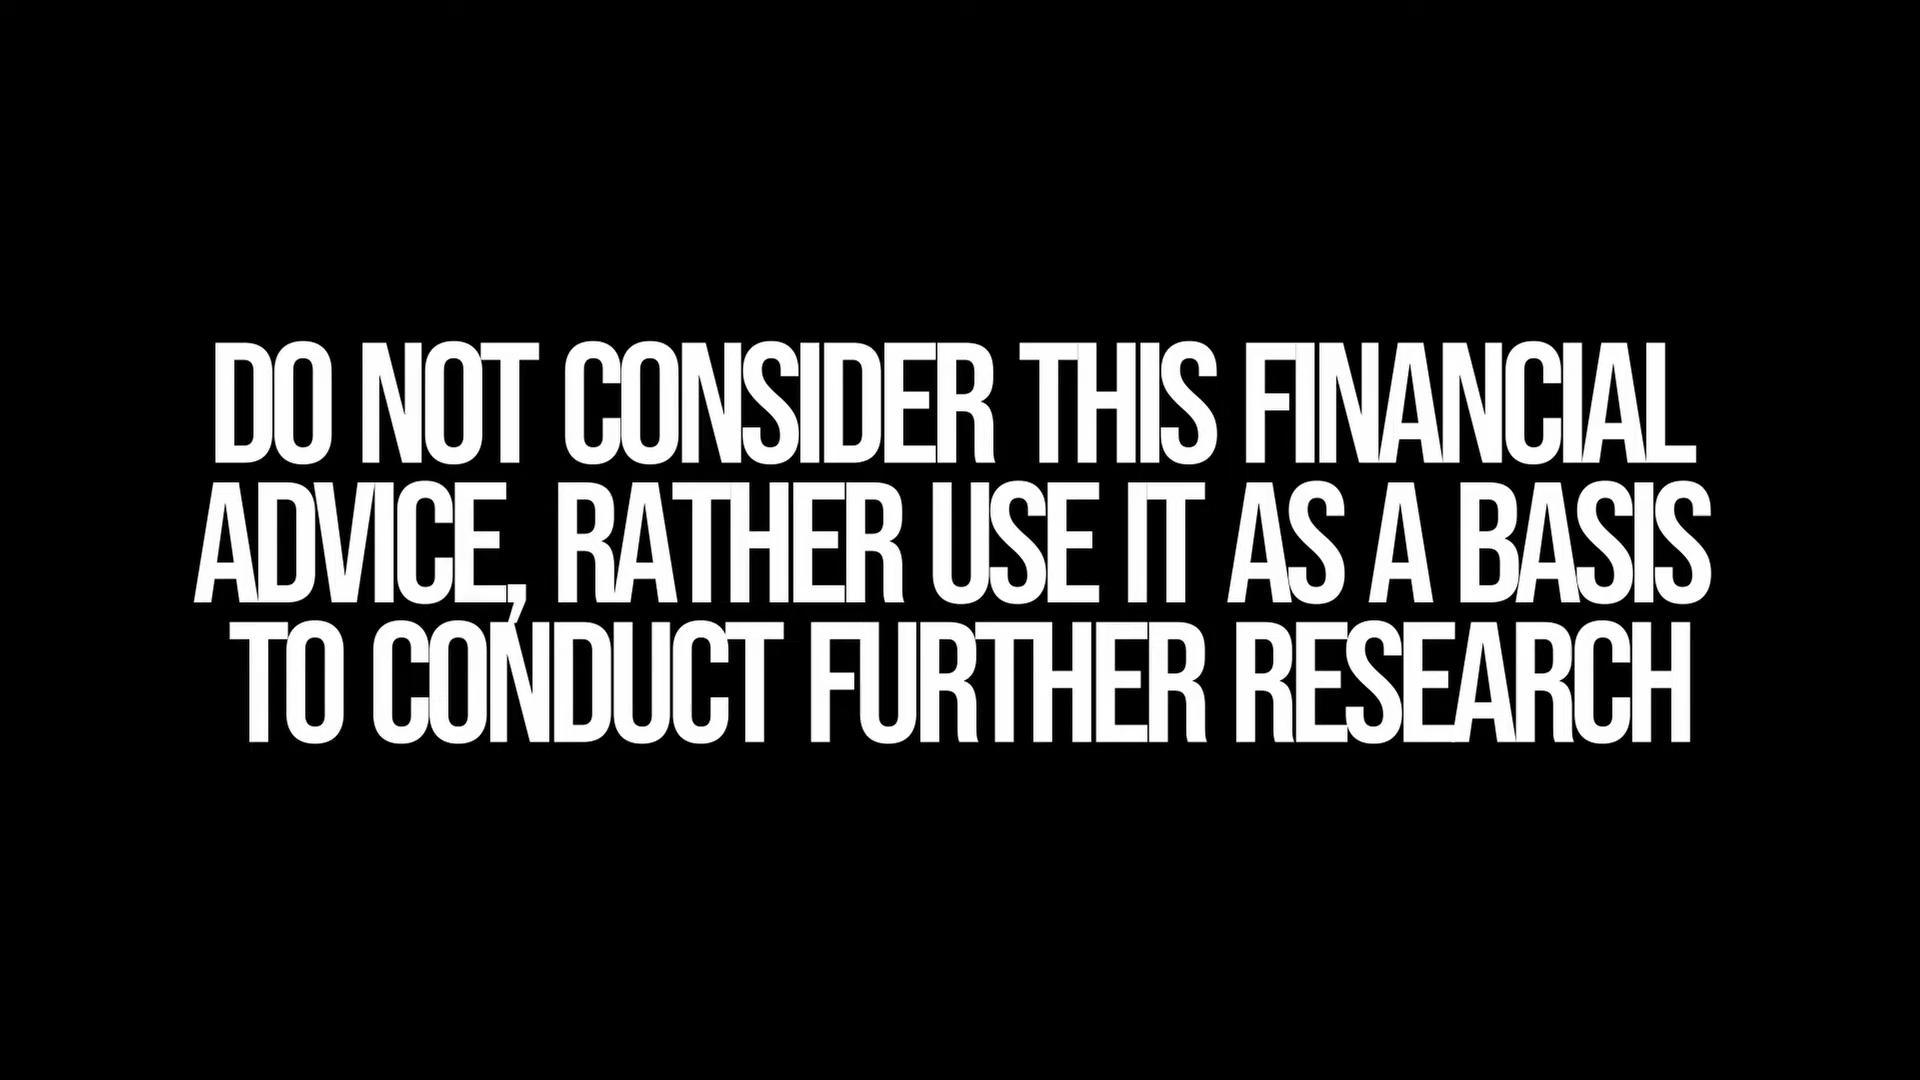 DO NOT CONSIDER THIS FINANCIAL
ADVICE, RATHER USE IT AS A BASIS
TO CONDUCT FURTHER RESEARCH